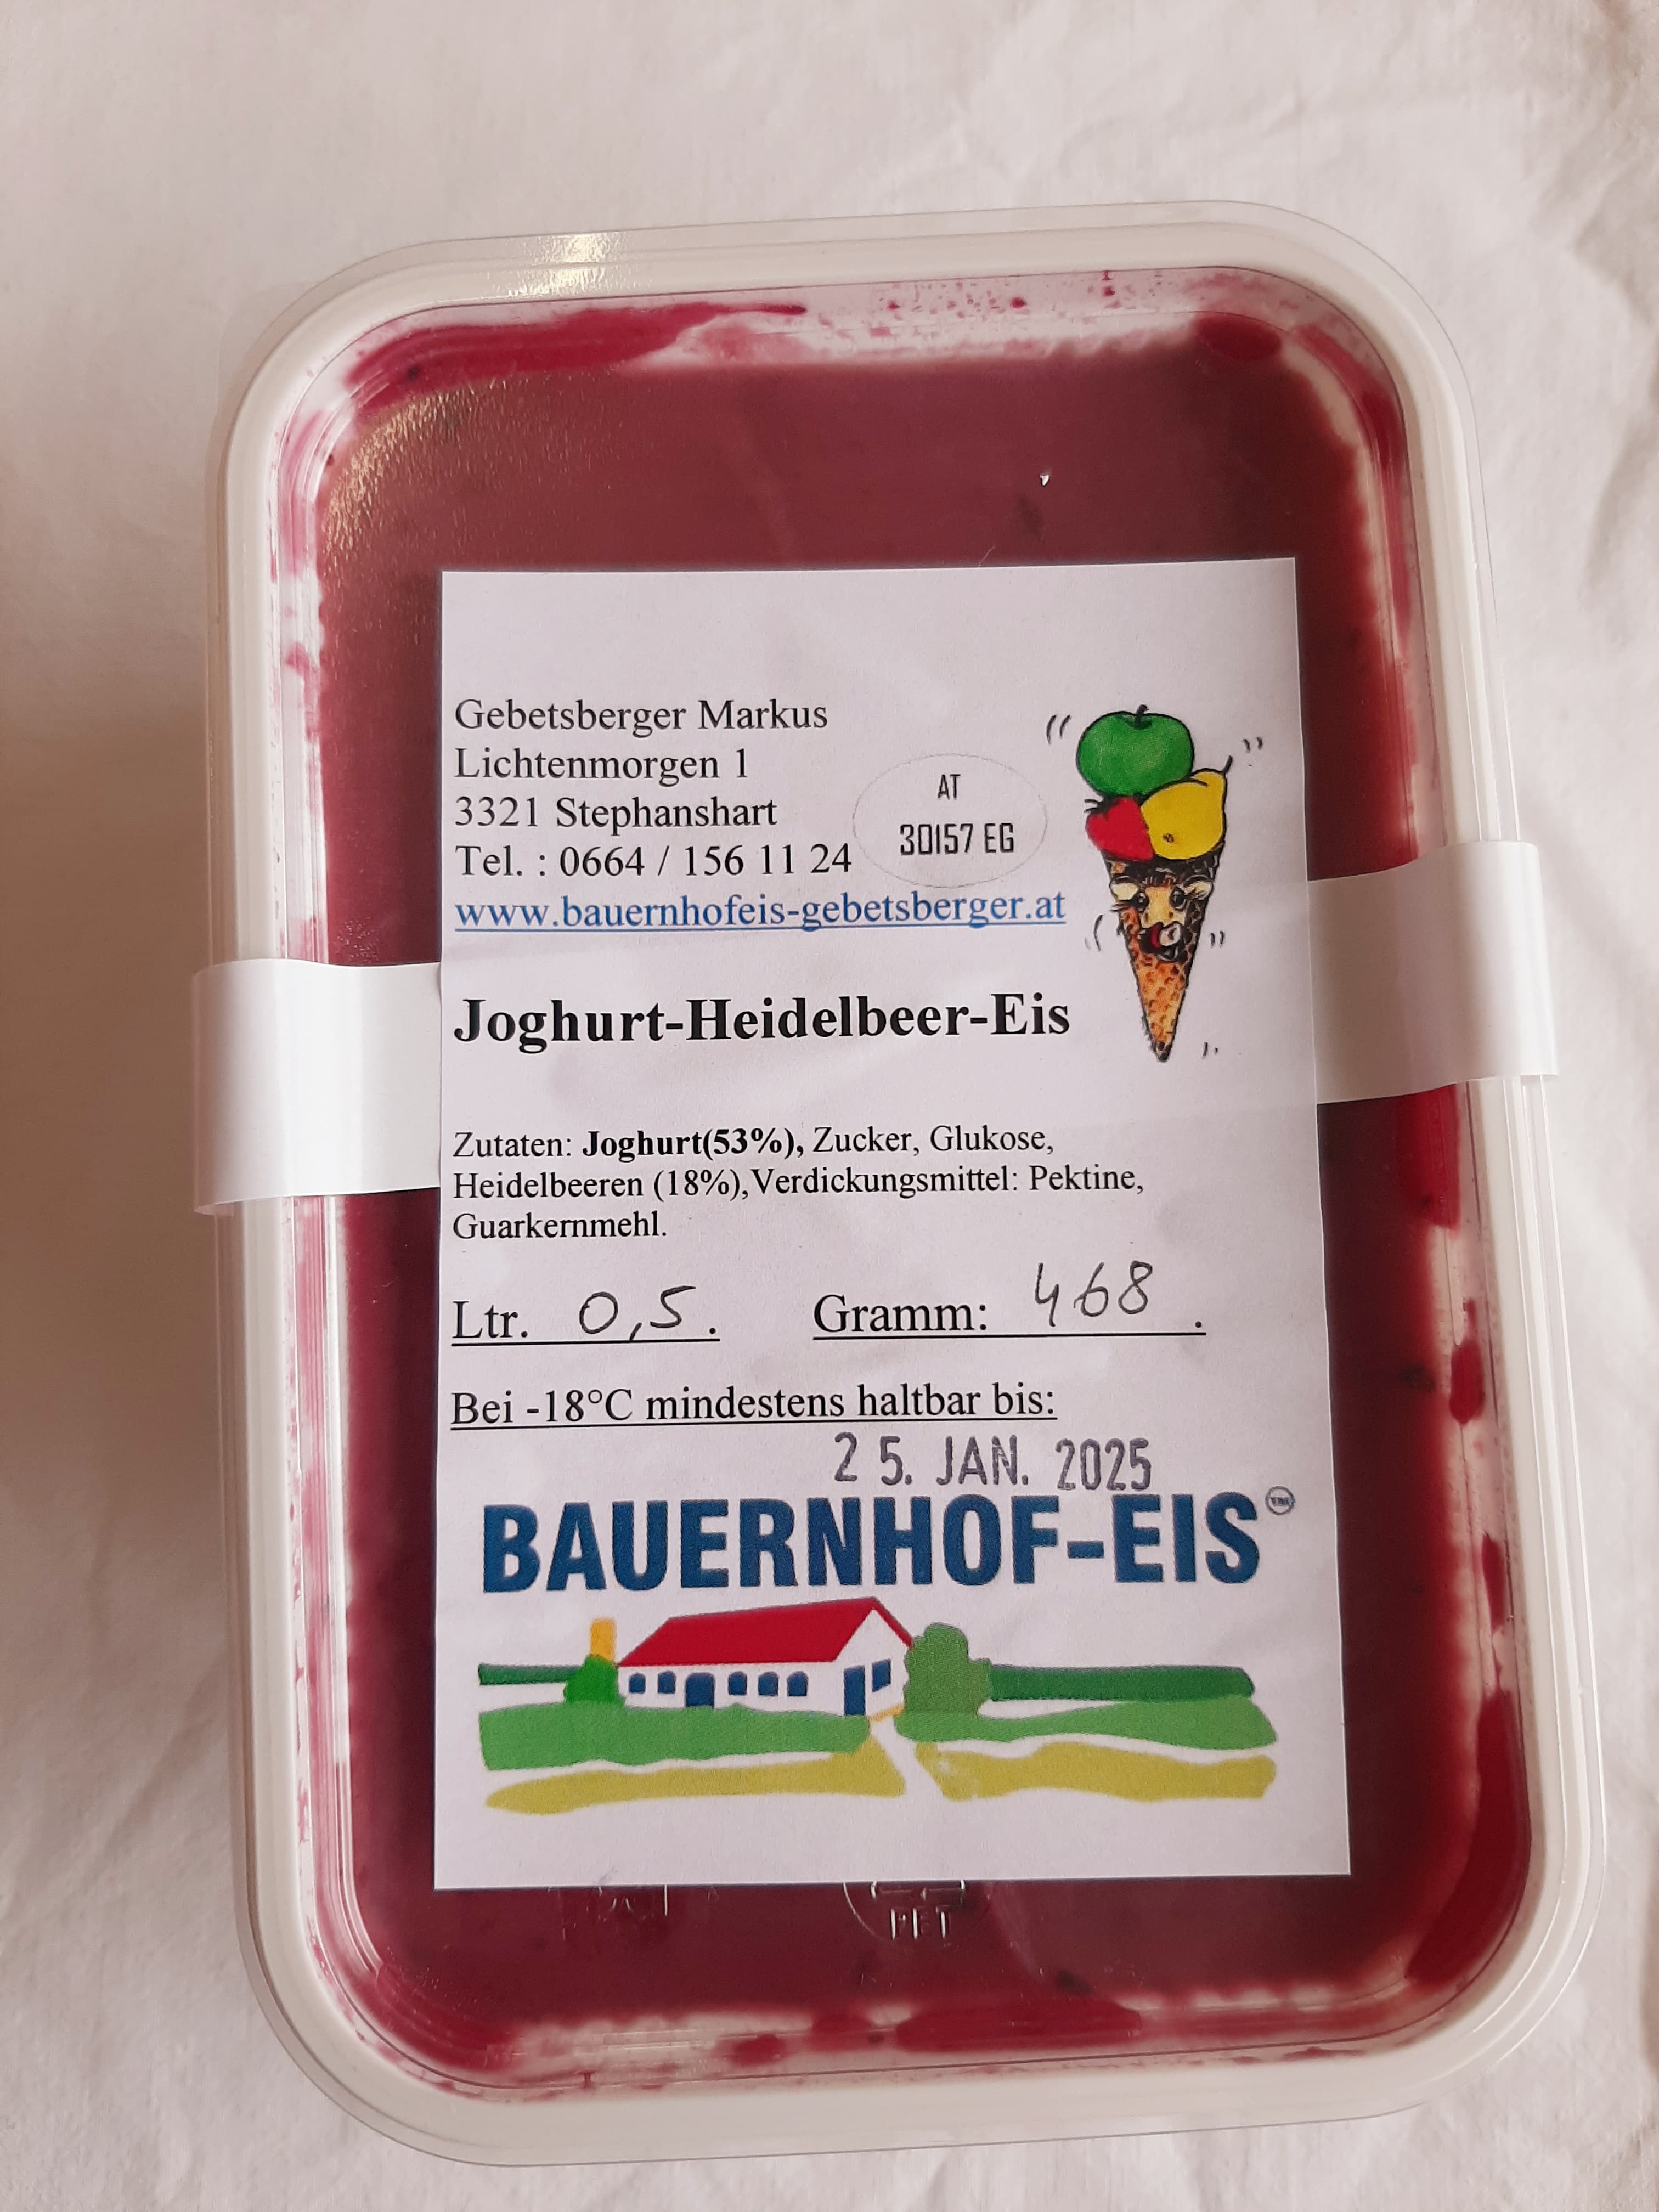 Gebetsberger Markus
Lichtenmorgen 1
3321 Stephanshart
Tel. : 0664 / 156 11 24
www.bauernhofeis-gebetsberger.at
AT
30157 EG
Joghurt-Heidelbeer-Eis
Zutaten: Joghurt(53%), Zucker, Glukose,
Heidelbeeren (18%),Verdickungsmittel: Pektine,
Guarkernmehl.
Ltr. 0,5. Gramm: 468 .
Bei -18°C mindestens haltbar bis:
25. JAN. 2025
BAUERNHOF-EIS
PET